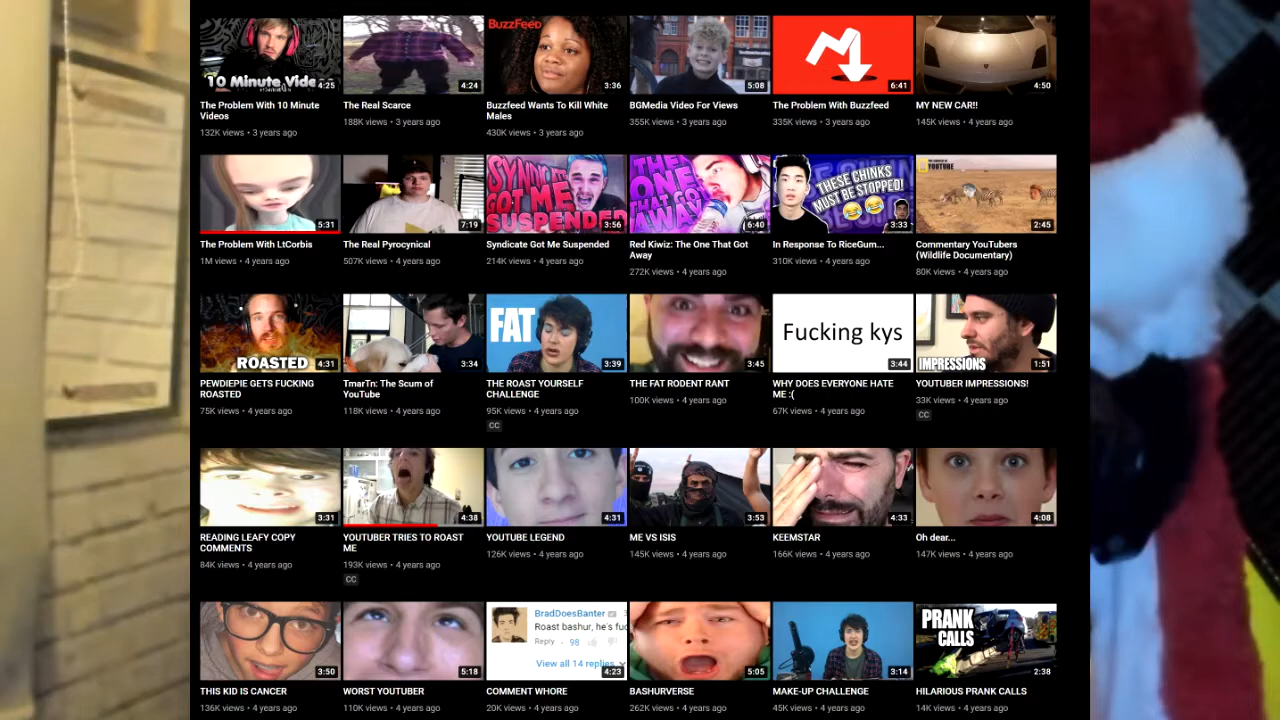 10 Minute Vide
4:25
4:24
BUZZFEED
3:36
5:08
6:41
4:50
The Problem With 10 Minute
Videos
132K views • 3 years ago
The Real Scarce
188K views • 3 years ago
Buzzfeed Wants To Kill White
Males
430K views • 3 years ago
BGMedia Video For Views
355K views • 3 years ago
The Problem With Buzzfeed
335K views • 3 years ago
MY NEW CAR!!
145K views • 4 years ago
5:31
7:19
SYNDICATE
GOT ME
SUSPENDED
3:56
THE
ONE
THAT GOT
AWAY
6:40
THESE CHINKS
MUST BE STOPPED!
3:33
YOUTUBE
2:45
The Problem With LtCorbis
1M views • 4 years ago
The Real Pyrocynical
507K views • 4 years ago
Syndicate Got Me Suspended
214K views • 4 years ago
Red Kiwiz: The One That Got
Away
272K views • 4 years ago
In Response To RiceGum...
310K views • 4 years ago
Commentary YouTubers
(Wildlife Documentary)
80K views • 4 years ago
ROASTED
4:31
3:34
FAT
3:39
3:45
Fucking kys
3:44
IMPRESSIONS
1:51
PEWDIEPIE GETS FUCKING
ROASTED
75K views • 4 years ago
TmarTn: The Scum of
YouTube
118K views • 4 years ago
THE ROAST YOURSELF
CHALLENGE
95K views • 4 years ago
CC
THE FAT RODENT RANT
100K views • 4 years ago
WHY DOES EVERYONE HATE
ME :(
67K views • 4 years ago
YOUTUBER IMPRESSIONS!
33K views • 4 years ago
CC
3:31
4:38
4:31
3:53
4:33
4:08
READING LEAFY COPY
COMMENTS
84K views • 4 years ago
YOUTUBER TRIES TO ROAST
ME
193K views • 4 years ago
CC
YOUTUBE LEGEND
126K views • 4 years ago
ME VS ISIS
145K views • 4 years ago
KEEMSTAR
166K views • 4 years ago
Oh dear...
147K views • 4 years ago
3:50
5:18
BradDoesBanter
Roast bashur, he's fuc
Reply • 98
View all 14 replies
4:23
5:05
3:14
PRANK
CALLS
2:38
THIS KID IS CANCER
136K views • 4 years ago
WORST YOUTUBER
110K views • 4 years ago
COMMENT WHORE
20K views • 4 years ago
BASHURVERSE
262K views • 4 years ago
MAKE-UP CHALLENGE
45K views • 4 years ago
HILARIOUS PRANK CALLS
14K views • 4 years ago